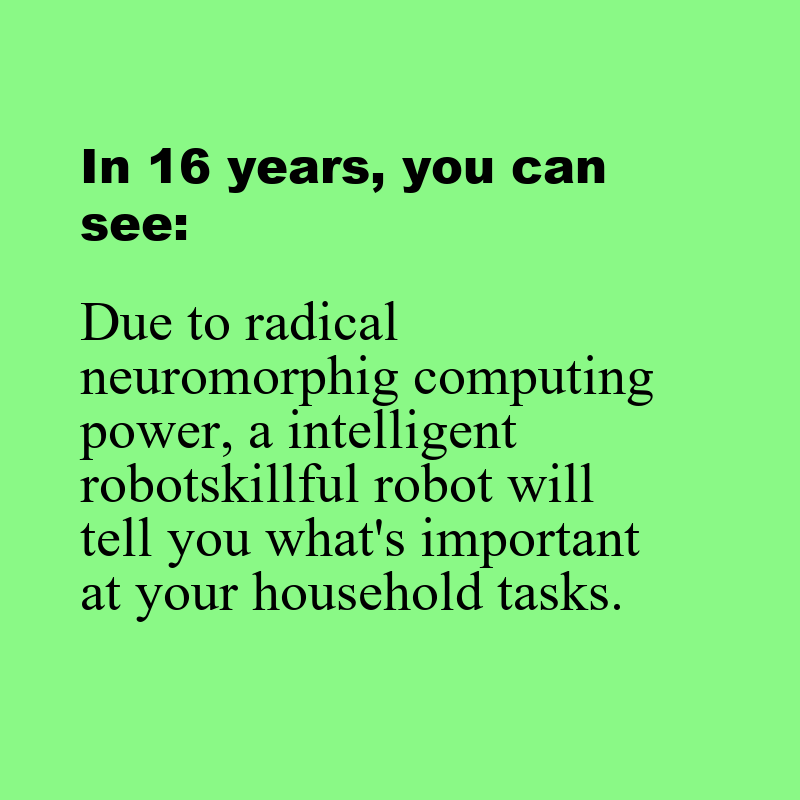 In 16 years, you can
see:
Due to radical
neuromorphig computing
power, a intelligent
robotskillful robot will
tell you what's important
at your household tasks.